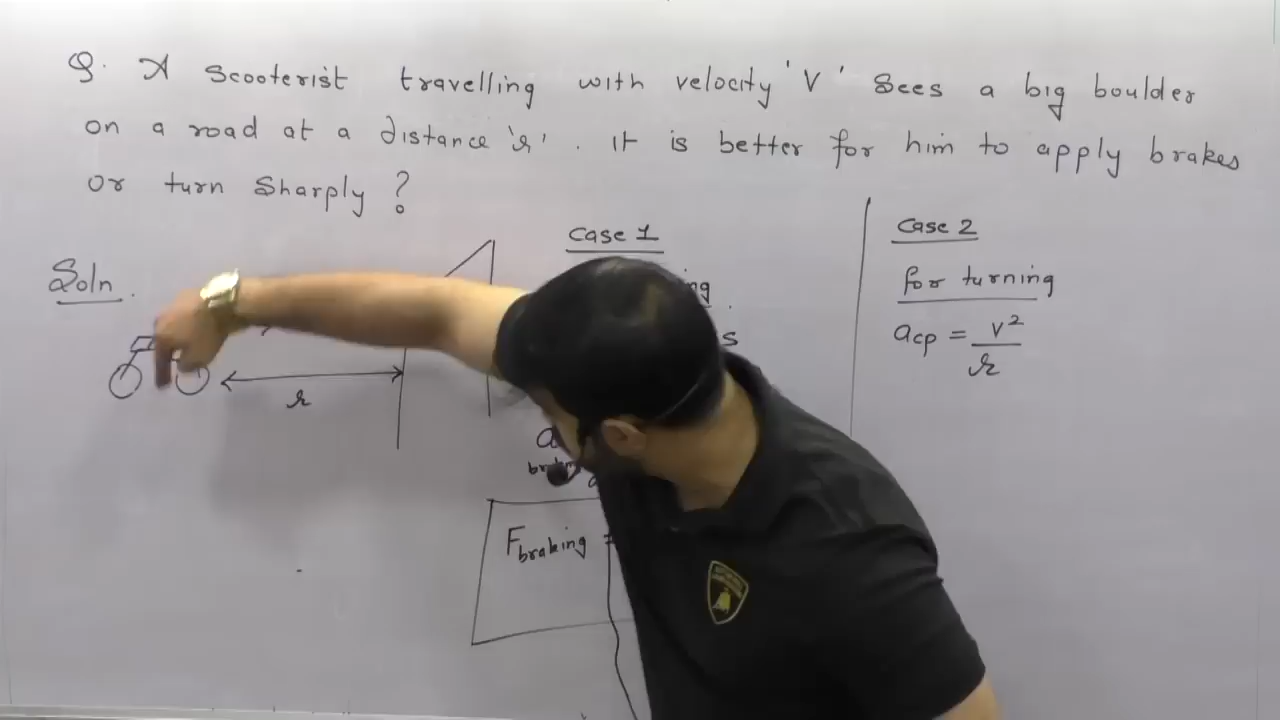 Q. A Scooterist travelling with velocity 'V' Sees a big boulder
on a road at a distance 'r'. It is better for him to apply brakes
or turn Sharply ?
Soln.
r
Case 1
s
a
F braking =
Case 2
for turning
acp = v²/r